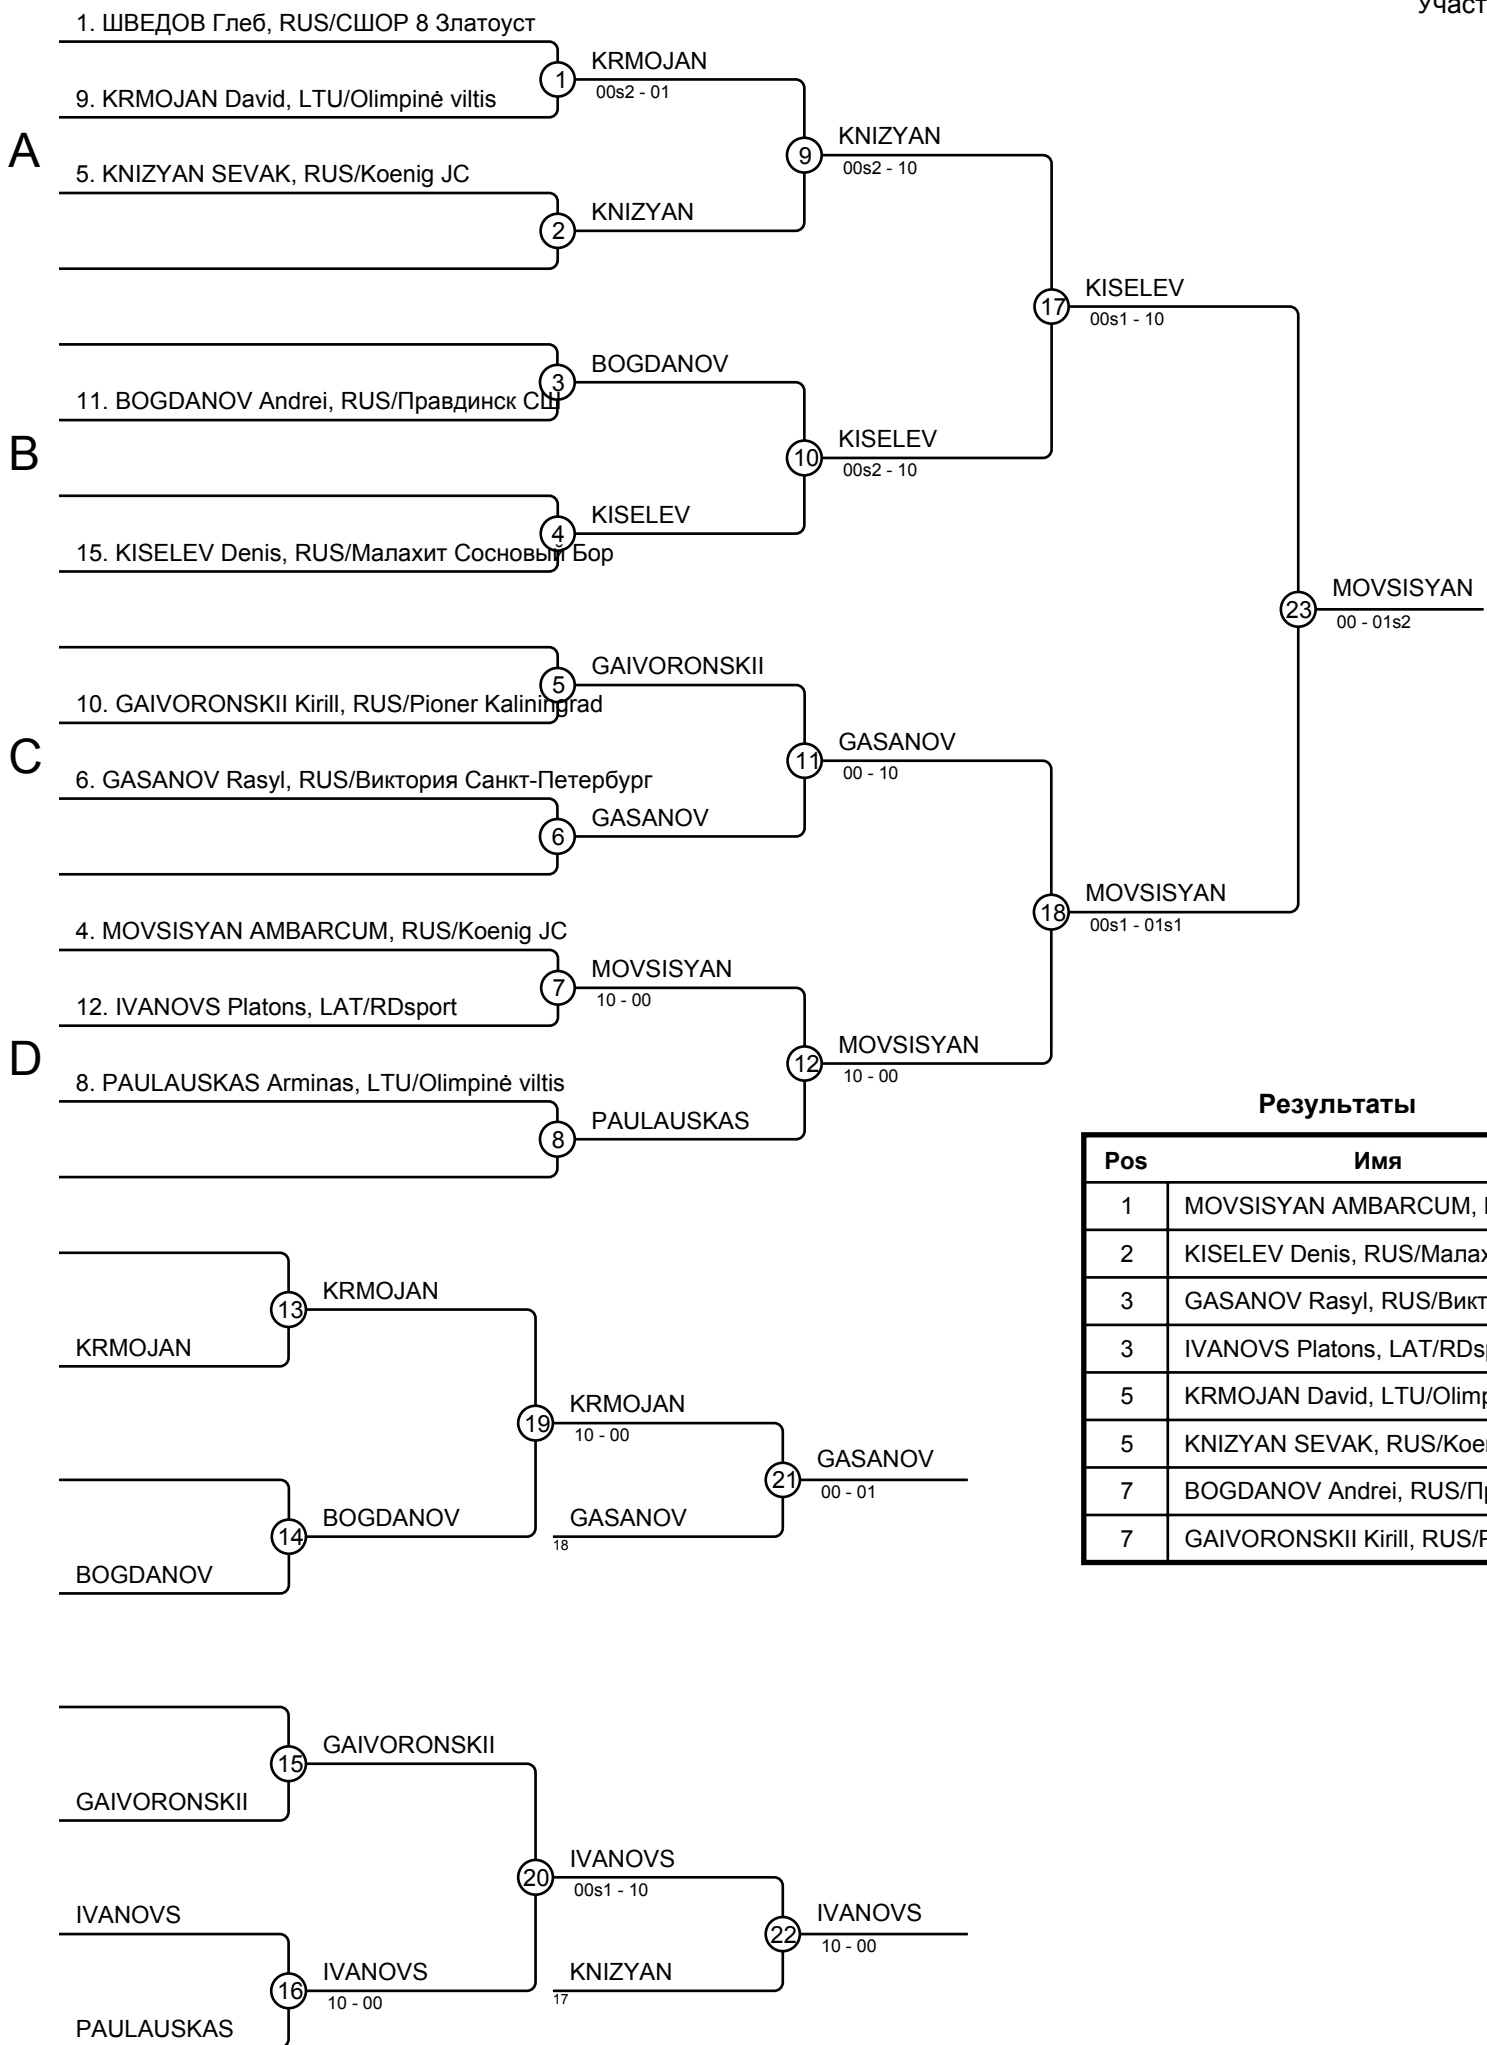 Участ
1. ШВЕДОВ Глеб, RUS/СШОР 8 Златоуст
1
KRMOJAN
00s2 - 01
9. KRMOJAN David, LTU/Olimpinė viltis
A
9
KNIZYAN
00s2 - 10
5. KNIZYAN SEVAK, RUS/Koenig JC
2
KNIZYAN
17
KISELEV
00s1 - 10
3
BOGDANOV
11. BOGDANOV Andrei, RUS/Правдинск СШ
B
10
KISELEV
00s2 - 10
4
KISELEV
15. KISELEV Denis, RUS/Малахит Сосновый Бор
23
MOVSISYAN
00 - 01s2
5
GAIVORONSKII
10. GAIVORONSKII Kirill, RUS/Pioner Kaliningrad
C
11
GASANOV
00 - 10
6. GASANOV Rasyl, RUS/Виктория Санкт-Петербург
6
GASANOV
18
MOVSISYAN
00s1 - 01s1
4. MOVSISYAN AMBARCUM, RUS/Koenig JC
7
MOVSISYAN
10 - 00
12. IVANOVS Platons, LAT/RDsport
D
12
MOVSISYAN
10 - 00
8. PAULAUSKAS Arminas, LTU/Olimpinė viltis
8
PAULAUSKAS
Результаты
Pos Имя
1 MOVSISYAN AMBARCUM,
2 KISELEV Denis, RUS/Малах
3 GASANOV Rasyl, RUS/Викт
3 IVANOVS Platons, LAT/RDs
5 KRMOJAN David, LTU/Olimp
5 KNIZYAN SEVAK, RUS/Koe
7 BOGDANOV Andrei, RUS/П
7 GAIVORONSKII Kirill, RUS/
13
KRMOJAN
KRMOJAN
19
KRMOJAN
10 - 00
21
GASANOV
00 - 01
14
BOGDANOV
GASANOV
18
BOGDANOV
15
GAIVORONSKII
GAIVORONSKII
20
IVANOVS
00s1 - 10
IVANOVS
22
IVANOVS
10 - 00
16
IVANOVS
10 - 00
KNIZYAN
17
PAULAUSKAS